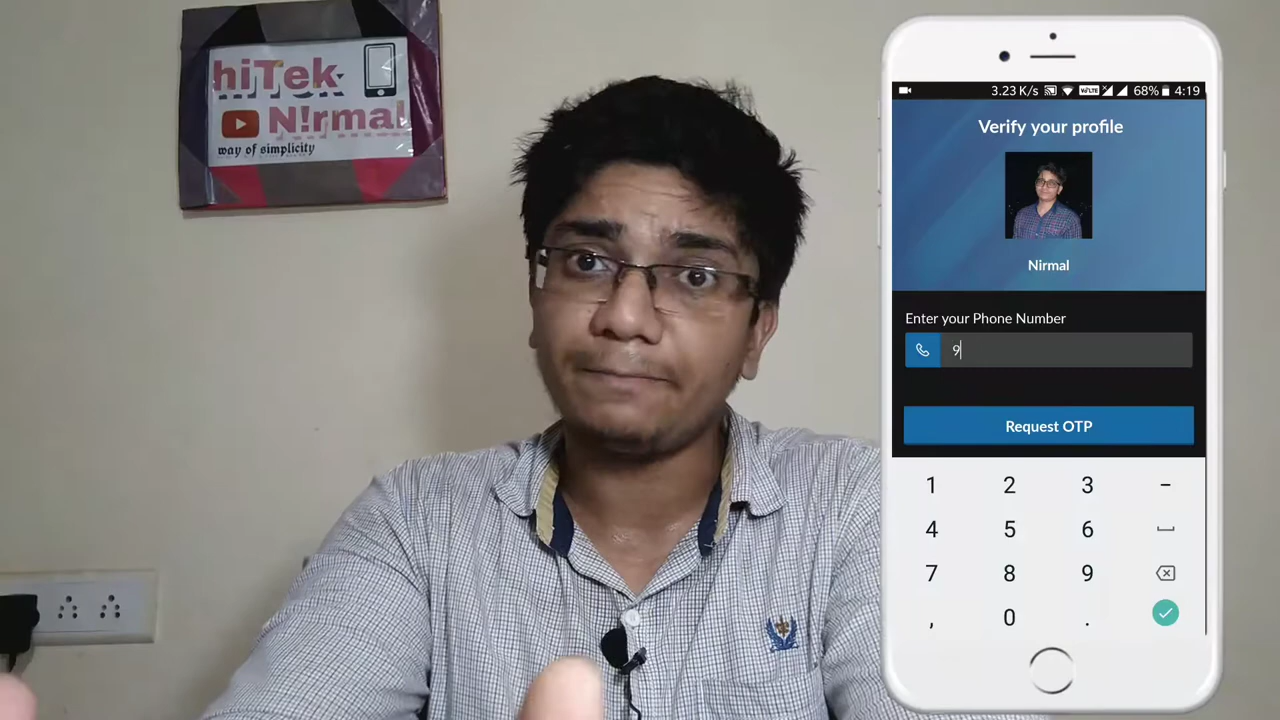 hiTek
N!rmal
way of simplicity
3.23 K/s VoLTE 68% 4:19
Verify your profile
Nirmal
Enter your Phone Number
9
Request OTP
1 2 3 -
4 5 6
7 8 9
, 0 .